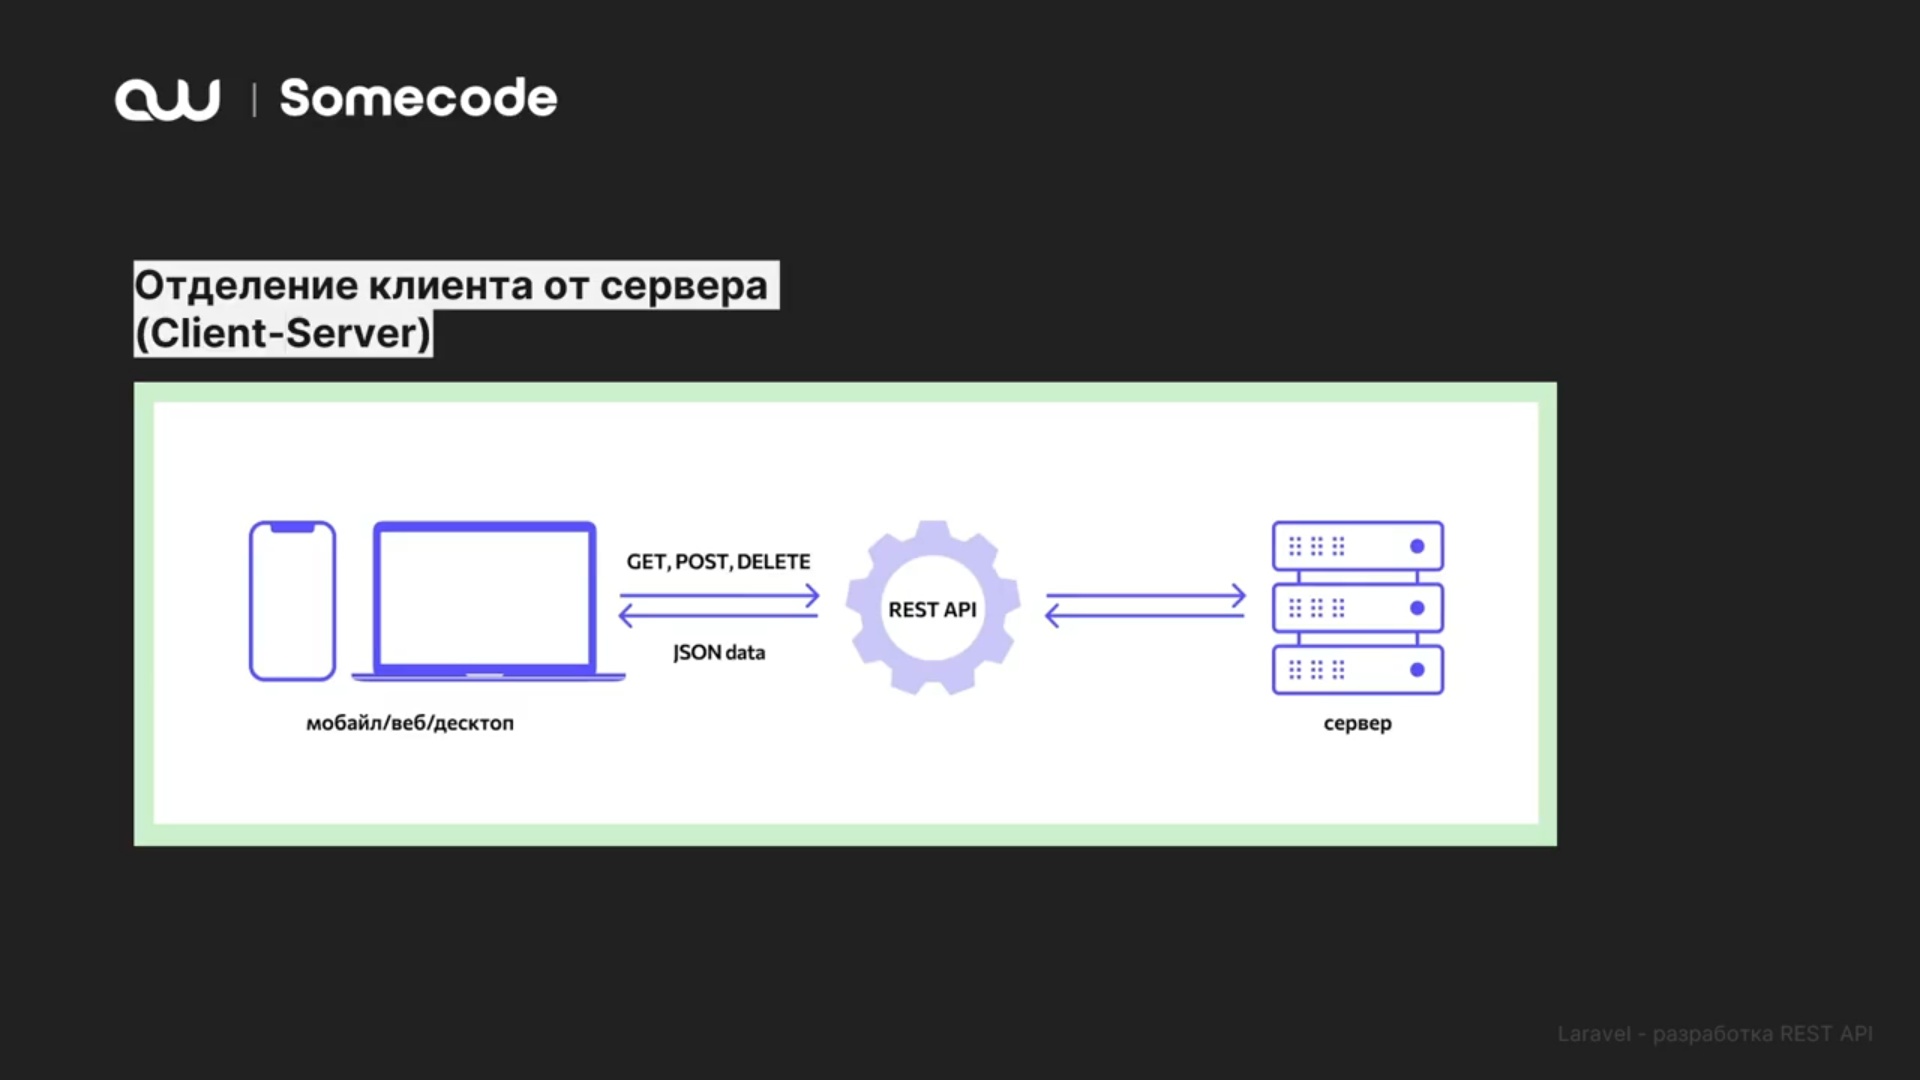 Somecode
Отделение клиента от сервера
(Client-Server)
GET, POST, DELETE
REST API
JSON data
мобайл/веб/десктоп
сервер
Laravel - разработка REST API